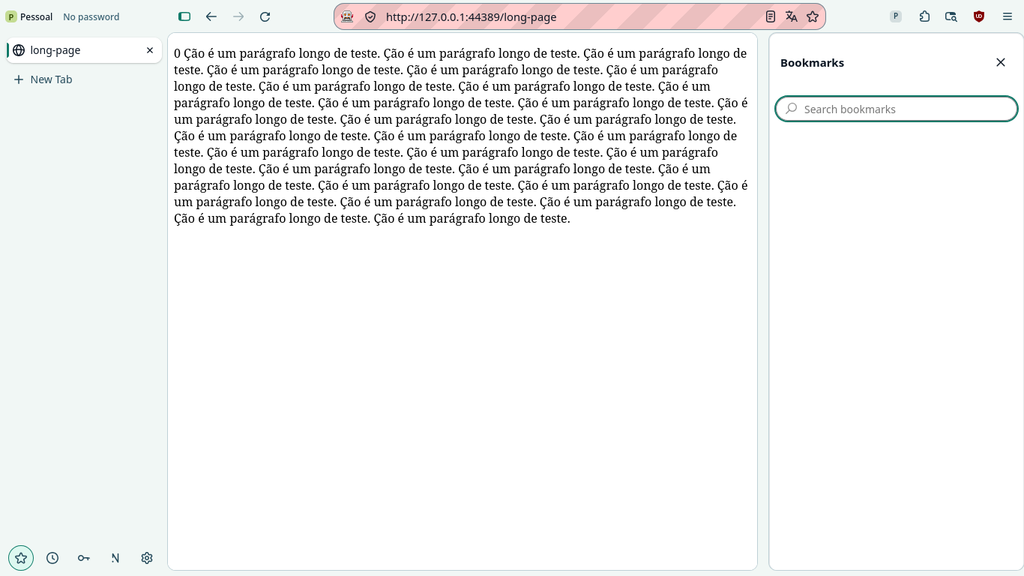 Pessoal No password
http://127.0.0.1:44389/long-page
P
long-page
New Tab
0 Ção é um parágrafo longo de teste. Ção é um parágrafo longo de teste. Ção é um parágrafo longo de
teste. Ção é um parágrafo longo de teste. Ção é um parágrafo longo de teste. Ção é um parágrafo
longo de teste. Ção é um parágrafo longo de teste. Ção é um parágrafo longo de teste. Ção é um
parágrafo longo de teste. Ção é um parágrafo longo de teste. Ção é um parágrafo longo de teste. Ção é
um parágrafo longo de teste. Ção é um parágrafo longo de teste. Ção é um parágrafo longo de teste.
Ção é um parágrafo longo de teste. Ção é um parágrafo longo de teste. Ção é um parágrafo longo de
teste. Ção é um parágrafo longo de teste. Ção é um parágrafo longo de teste. Ção é um parágrafo
longo de teste. Ção é um parágrafo longo de teste. Ção é um parágrafo longo de teste. Ção é um
parágrafo longo de teste. Ção é um parágrafo longo de teste. Ção é um parágrafo longo de teste. Ção é
um parágrafo longo de teste. Ção é um parágrafo longo de teste. Ção é um parágrafo longo de teste.
Ção é um parágrafo longo de teste. Ção é um parágrafo longo de teste.
Bookmarks
Search bookmarks